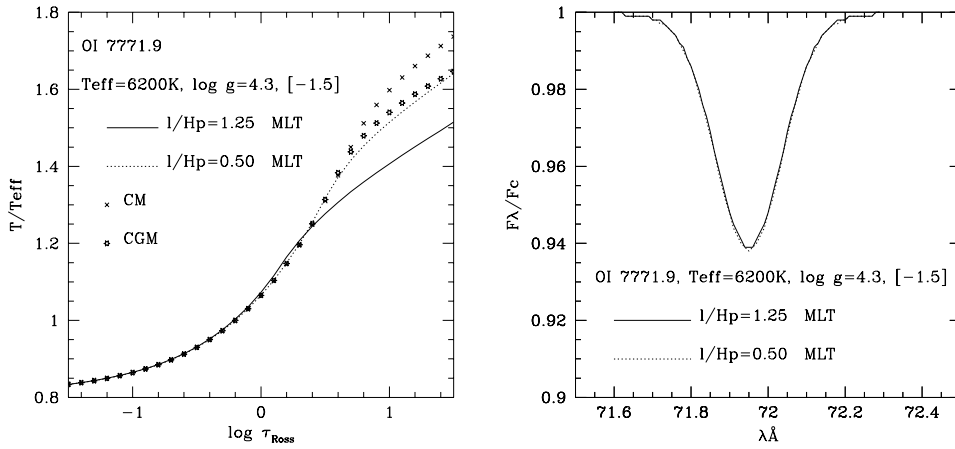 1.8
1.6
1.4
1.2
1
0.8
T/Teff
OI 7771.9
Teff=6200K, log g=4.3, [-1.5]
l/Hp=1.25 MLT
l/Hp=0.50 MLT
CM
CGM
-1
0
1
log τRoss
1
0.98
0.96
0.94
0.92
0.9
Fλ/Fc
OI 7771.9, Teff=6200K, log g=4.3, [-1.5]
l/Hp=1.25 MLT
l/Hp=0.50 MLT
71.6
71.8
72
72.2
72.4
λÅ